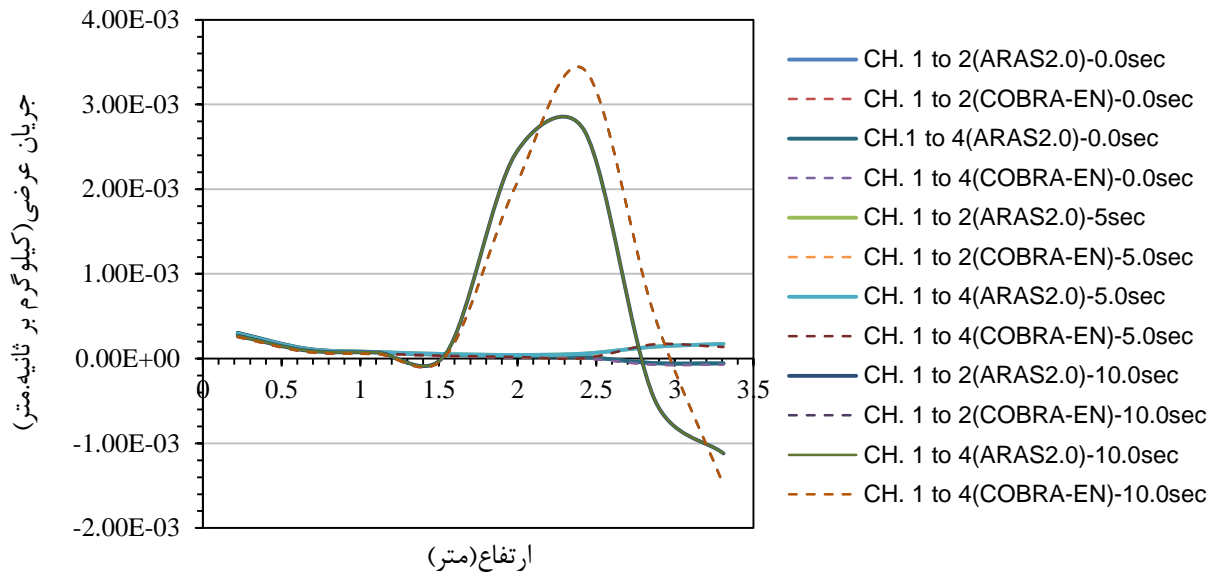 جریان عرضی(کیلوگرم بر ثانیه.متر)
4.00E-03
3.00E-03
2.00E-03
1.00E-03
0.00E+00
-1.00E-03
-2.00E-03
0 0.5 1 1.5 2 2.5 3 3.5
ارتفاع(متر)
CH. 1 to 2(ARAS2.0)-0.0sec
CH. 1 to 2(COBRA-EN)-0.0sec
CH.1 to 4(ARAS2.0)-0.0sec
CH. 1 to 4(COBRA-EN)-0.0sec
CH. 1 to 2(ARAS2.0)-5sec
CH. 1 to 2(COBRA-EN)-5.0sec
CH. 1 to 4(ARAS2.0)-5.0sec
CH. 1 to 4(COBRA-EN)-5.0sec
CH. 1 to 2(ARAS2.0)-10.0sec
CH. 1 to 2(COBRA-EN)-10.0sec
CH. 1 to 4(ARAS2.0)-10.0sec
CH. 1 to 4(COBRA-EN)-10.0sec